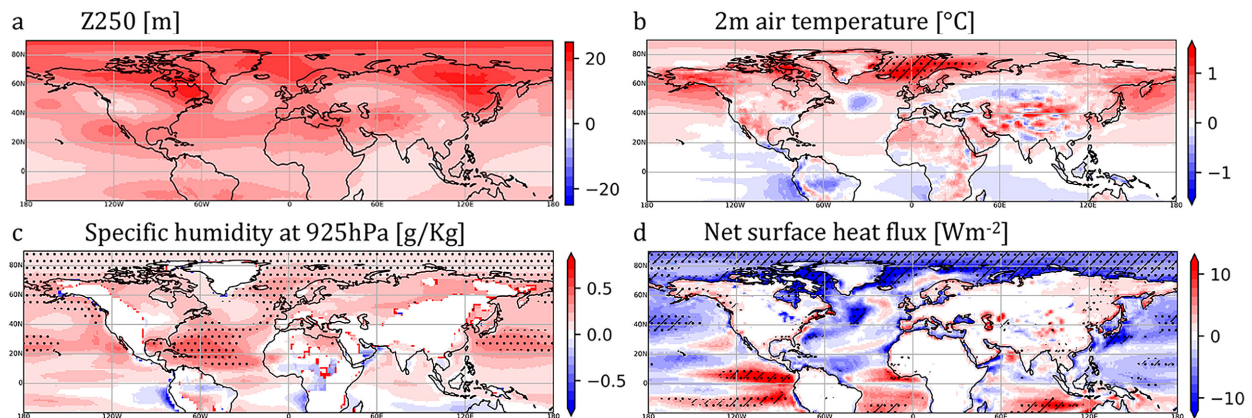 a Z250 [m]
80N
60N
40N
20N
0
180 120W 60W 0 60E 120E 180
20
0
−20
b 2m air temperature [°C]
80N
60N
40N
20N
0
180 120W 60W 0 60E 120E 180
1
0
−1
c Specific humidity at 925hPa [g/Kg]
80N
60N
40N
20N
0
180 120W 60W 0 60E 120E 180
0.5
0.0
−0.5
d Net surface heat flux [Wm-2]
80N
60N
40N
20N
0
180 120W 60W 0 60E 120E 180
10
0
−10